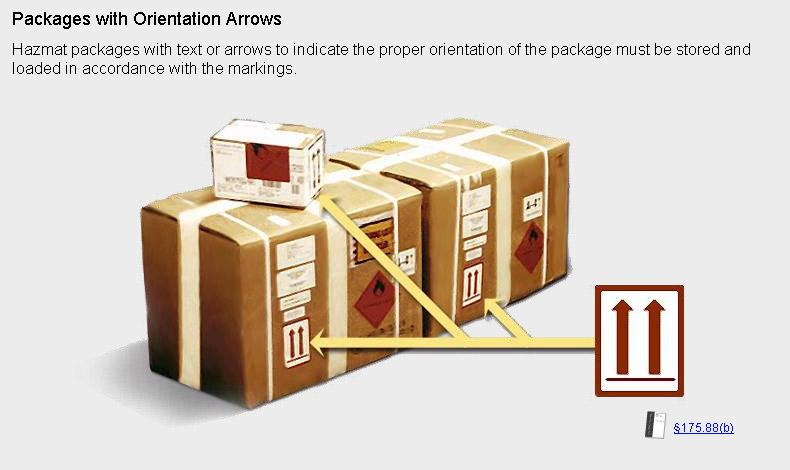 Packages with Orientation Arrows
Hazmat packages with text or arrows to indicate the proper orientation of the package must be stored and
loaded in accordance with the markings.
§175.88(b)